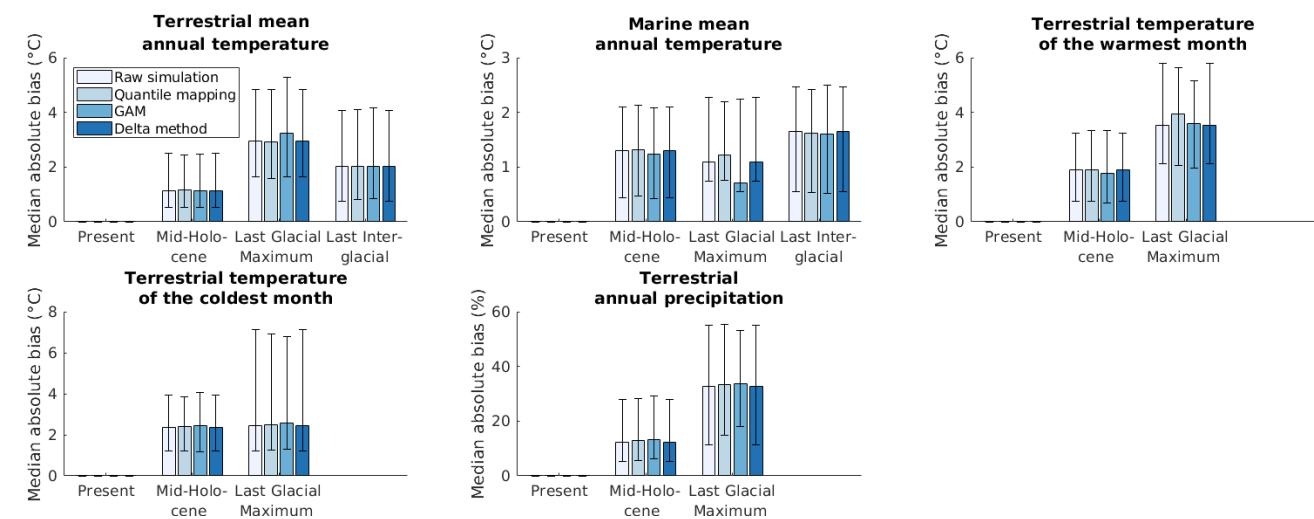 Terrestrial mean
annual temperature
Median absolute bias (°C)
6
4
2
0
Raw simulation
Quantile mapping
GAM
Delta method
Present
Mid-Holo-
cene
Last Glacial
Maximum
Last Inter-
glacial
Marine mean
annual temperature
Median absolute bias (°C)
3
2
1
0
Present
Mid-Holo-
cene
Last Glacial
Maximum
Last Inter-
glacial
Terrestrial temperature
of the warmest month
Median absolute bias (°C)
6
4
2
0
Present
Mid-Holo-
cene
Last Glacial
Maximum
Terrestrial temperature
of the coldest month
Median absolute bias (°C)
8
6
4
2
0
Present
Mid-Holo-
cene
Last Glacial
Maximum
Terrestrial
annual precipitation
Median absolute bias (%)
60
40
20
0
Present
Mid-Holo-
cene
Last Glacial
Maximum